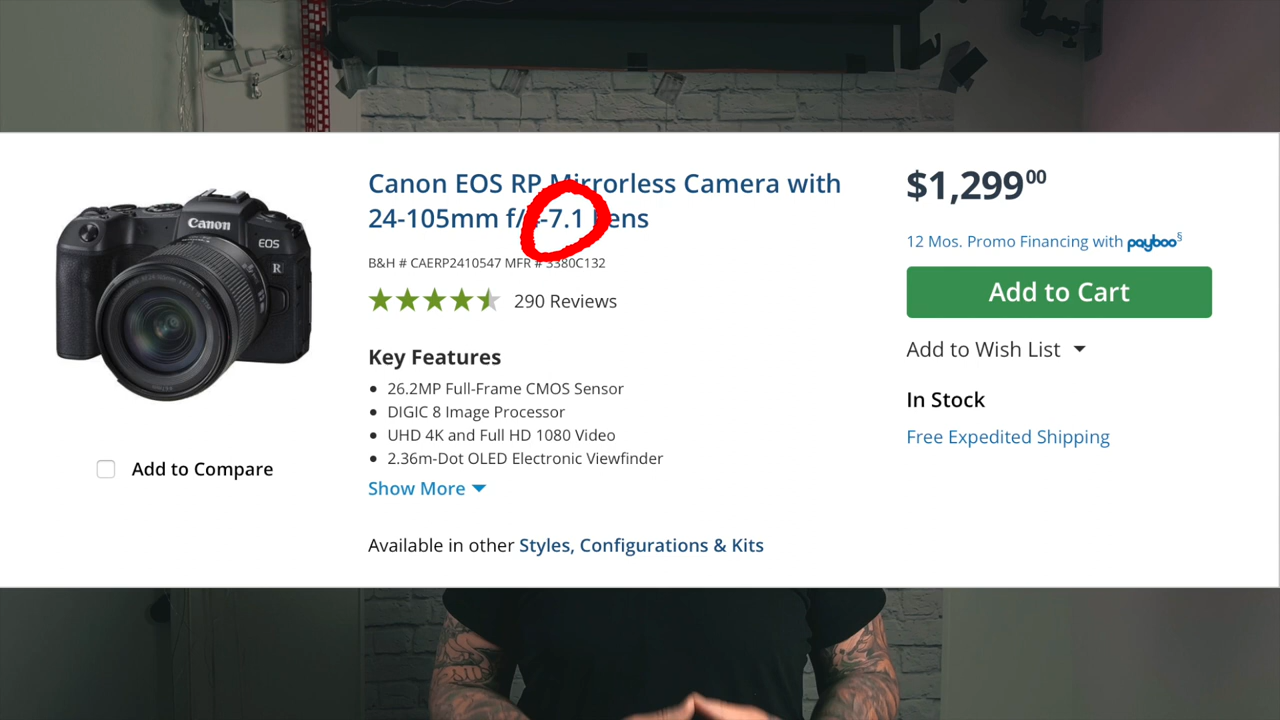 Canon EOS RP Mirrorless Camera with
24-105mm f/4-7.1 Lens
B&H # CAERP2410547 MFR # 3380C132
290 Reviews
Key Features
26.2MP Full-Frame CMOS Sensor
DIGIC 8 Image Processor
UHD 4K and Full HD 1080 Video
2.36m-Dot OLED Electronic Viewfinder
Show More
Available in other Styles, Configurations & Kits
Canon
EOS
R
Add to Compare
$1,299 00
12 Mos. Promo Financing with payboo§
Add to Cart
Add to Wish List
In Stock
Free Expedited Shipping